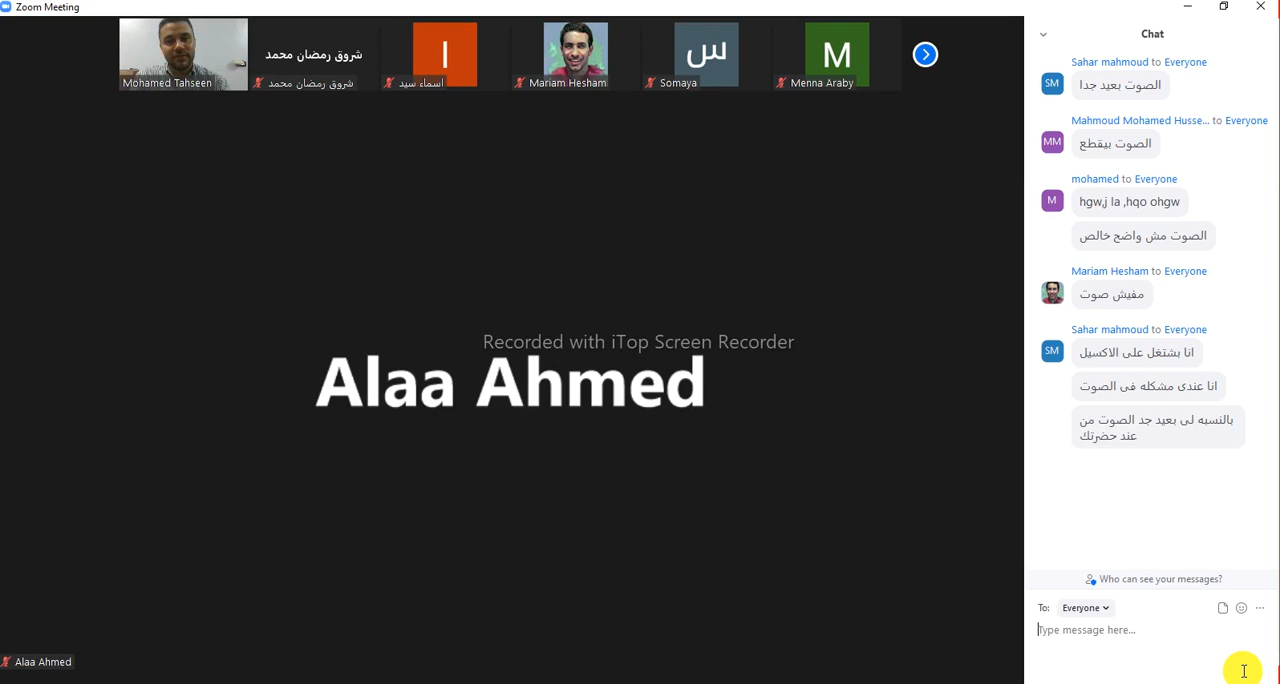 Zoom Meeting
Mohamed Tahseen
شروق رمضان محمد
شروق رمضان محمد
ا
اسماء سيد
Mariam Hesham
س
Somaya
M
Menna Araby
Recorded with iTop Screen Recorder
Alaa Ahmed
Alaa Ahmed
Chat
Sahar mahmoud to Everyone
SM
الصوت بعيد جدا
Mahmoud Mohamed Husse... to Everyone
MM
الصوت بيقطع
mohamed to Everyone
M
hgw,j la ,hqo ohgw
الصوت مش واضح خالص
Mariam Hesham to Everyone
مفيش صوت
Sahar mahmoud to Everyone
SM
انا بشتغل على الاكسيل
انا عندى مشكله فى الصوت
بالنسبه لى بعيد جد الصوت من
عند حضرتك
Who can see your messages?
To: Everyone
Type message here...